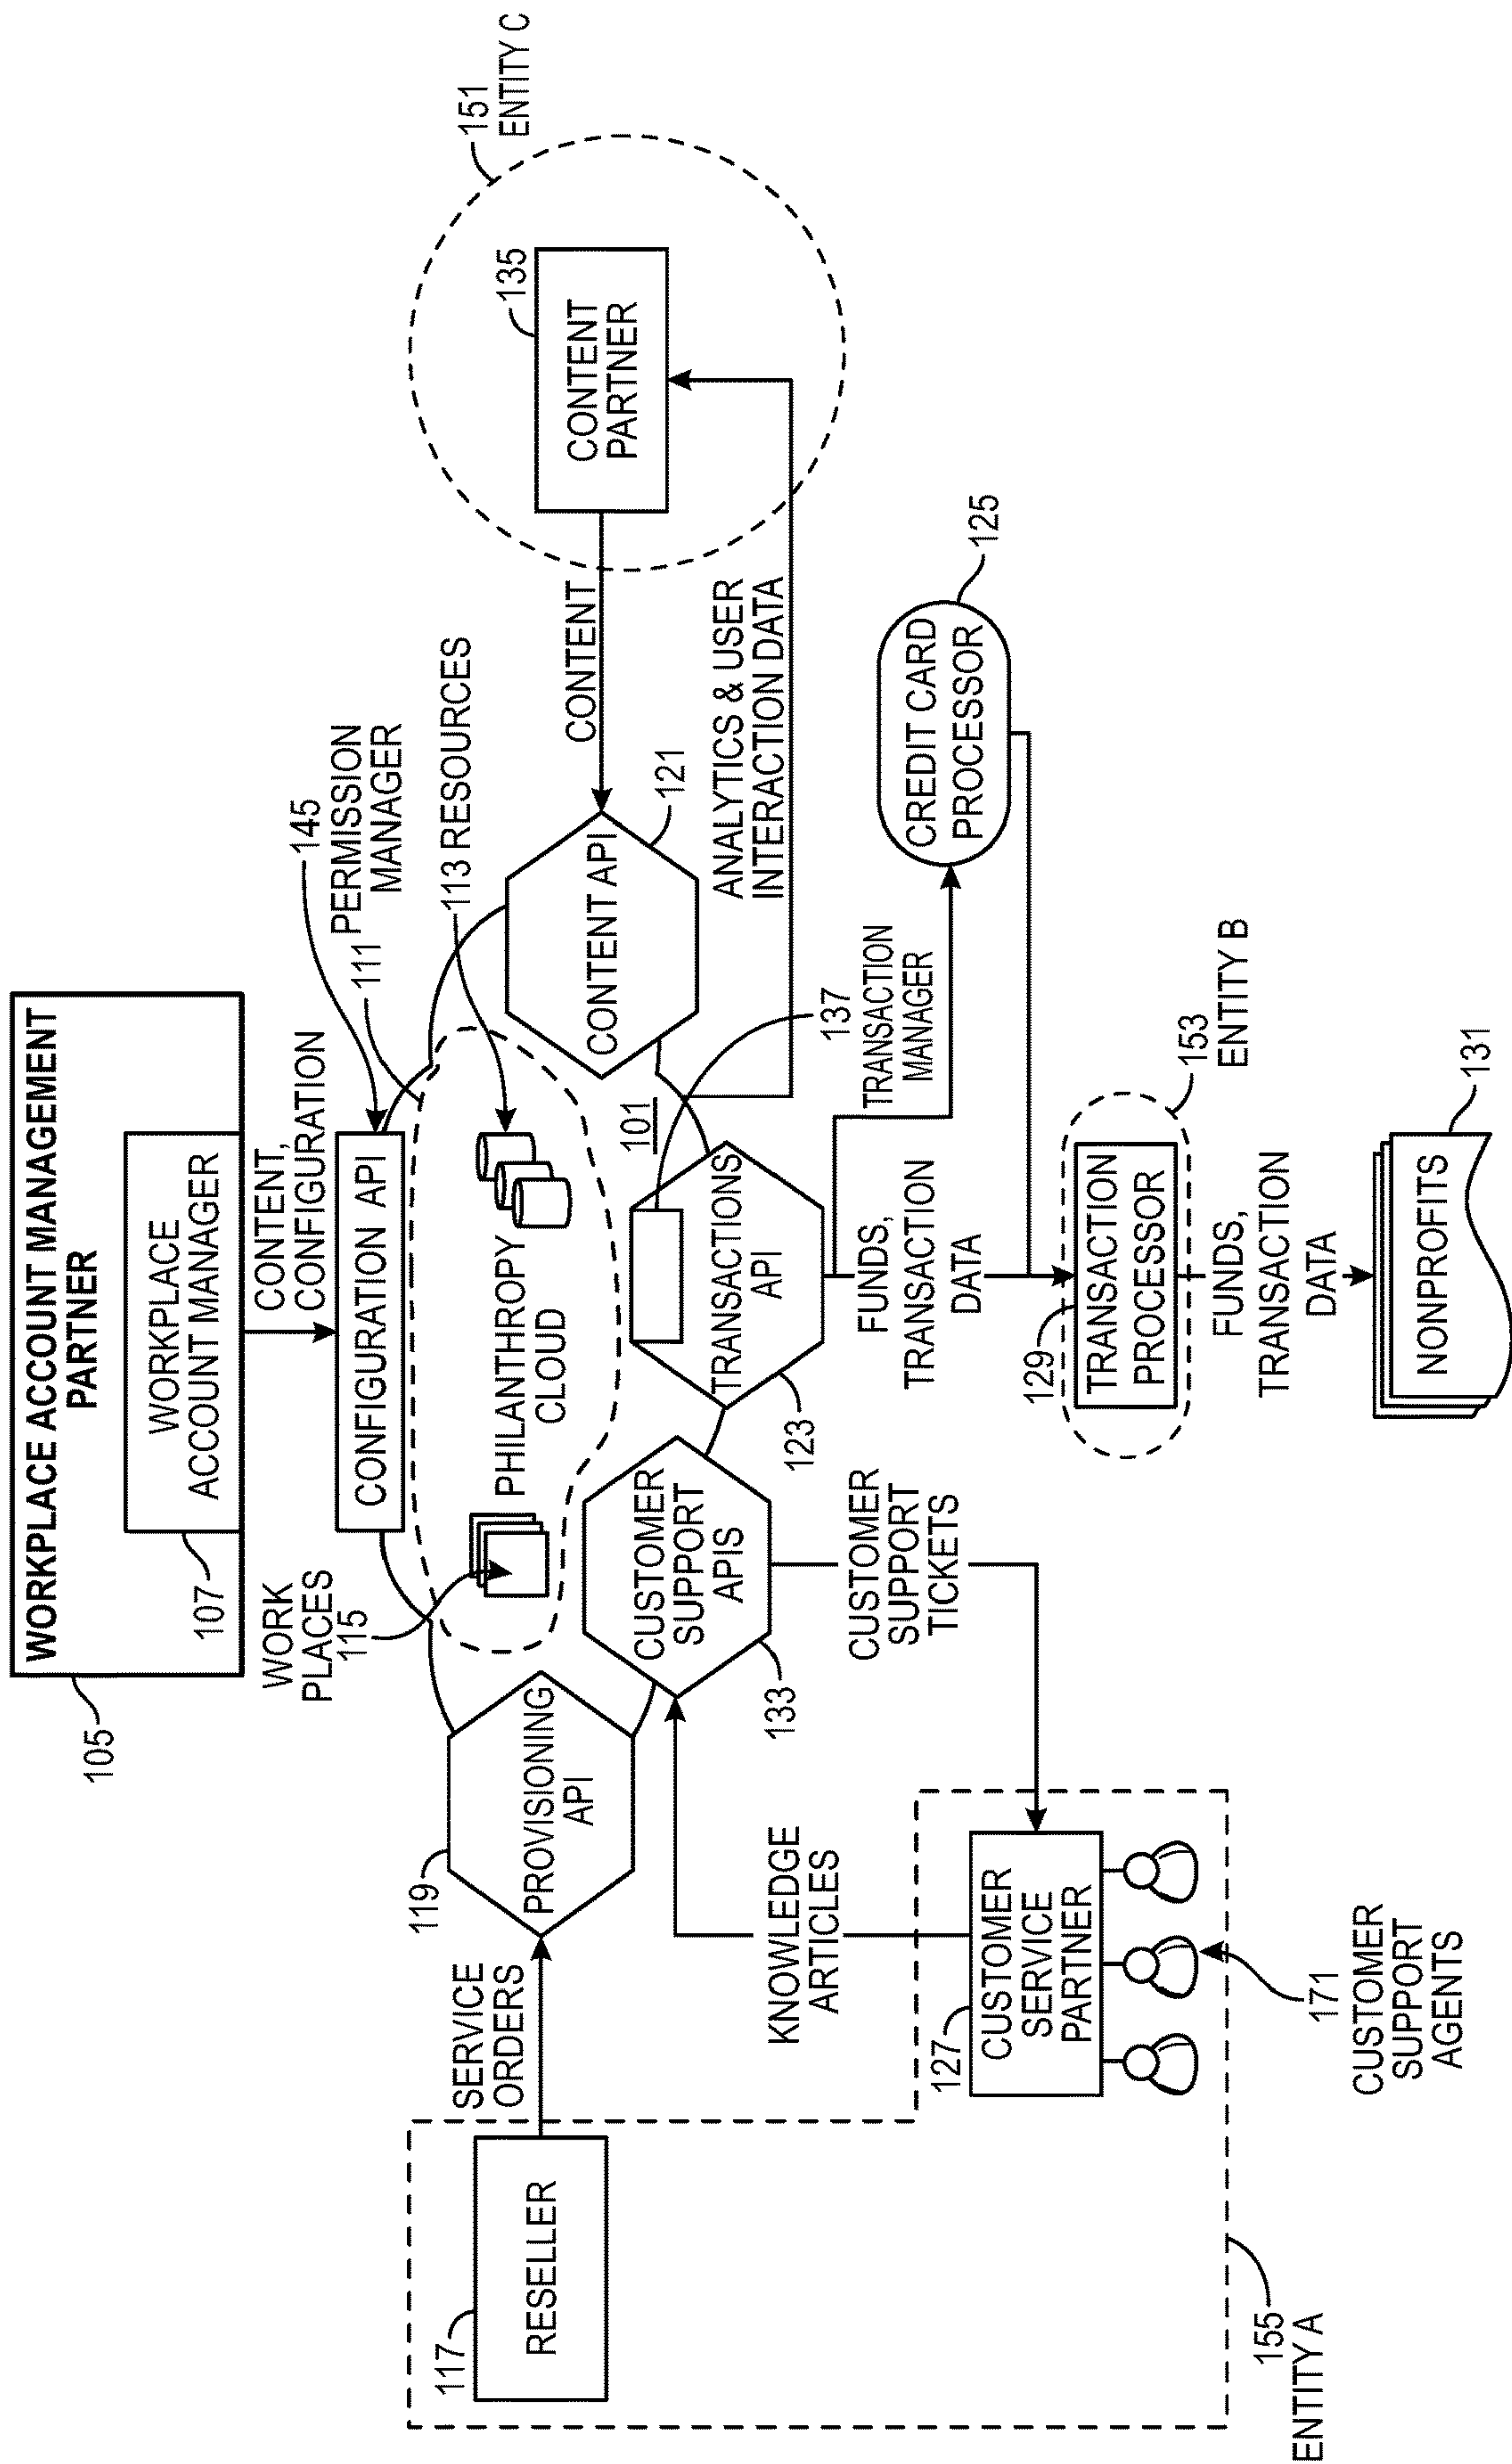 WORKPLACE ACCOUNT MANAGEMENT
PARTNER
105
WORKPLACE
ACCOUNT MANAGER
107
CONTENT,
CONFIGURATION
145
PERMISSION
MANAGER
111
113 RESOURCES
CONFIGURATION API
WORK
PLACES
115
PHILANTHROPY
CLOUD
101
119
PROVISIONING
API
SERVICE
ORDERS
117
RESELLER
CUSTOMER
SUPPORT
APIS
133
TRANSACTIONS
API
123
137
TRANSACTION
MANAGER
CONTENT API
121
CONTENT
151
ENTITY C
135
CONTENT
PARTNER
ANALYTICS & USER
INTERACTION DATA
125
CREDIT CARD
PROCESSOR
FUNDS,
TRANSACTION
DATA
129
TRANSACTION
PROCESSOR
153
ENTITY B
FUNDS,
TRANSACTION
DATA
131
NONPROFITS
CUSTOMER
SUPPORT
TICKETS
KNOWLEDGE
ARTICLES
127
CUSTOMER
SERVICE
PARTNER
171
CUSTOMER
SUPPORT
AGENTS
155
ENTITY A